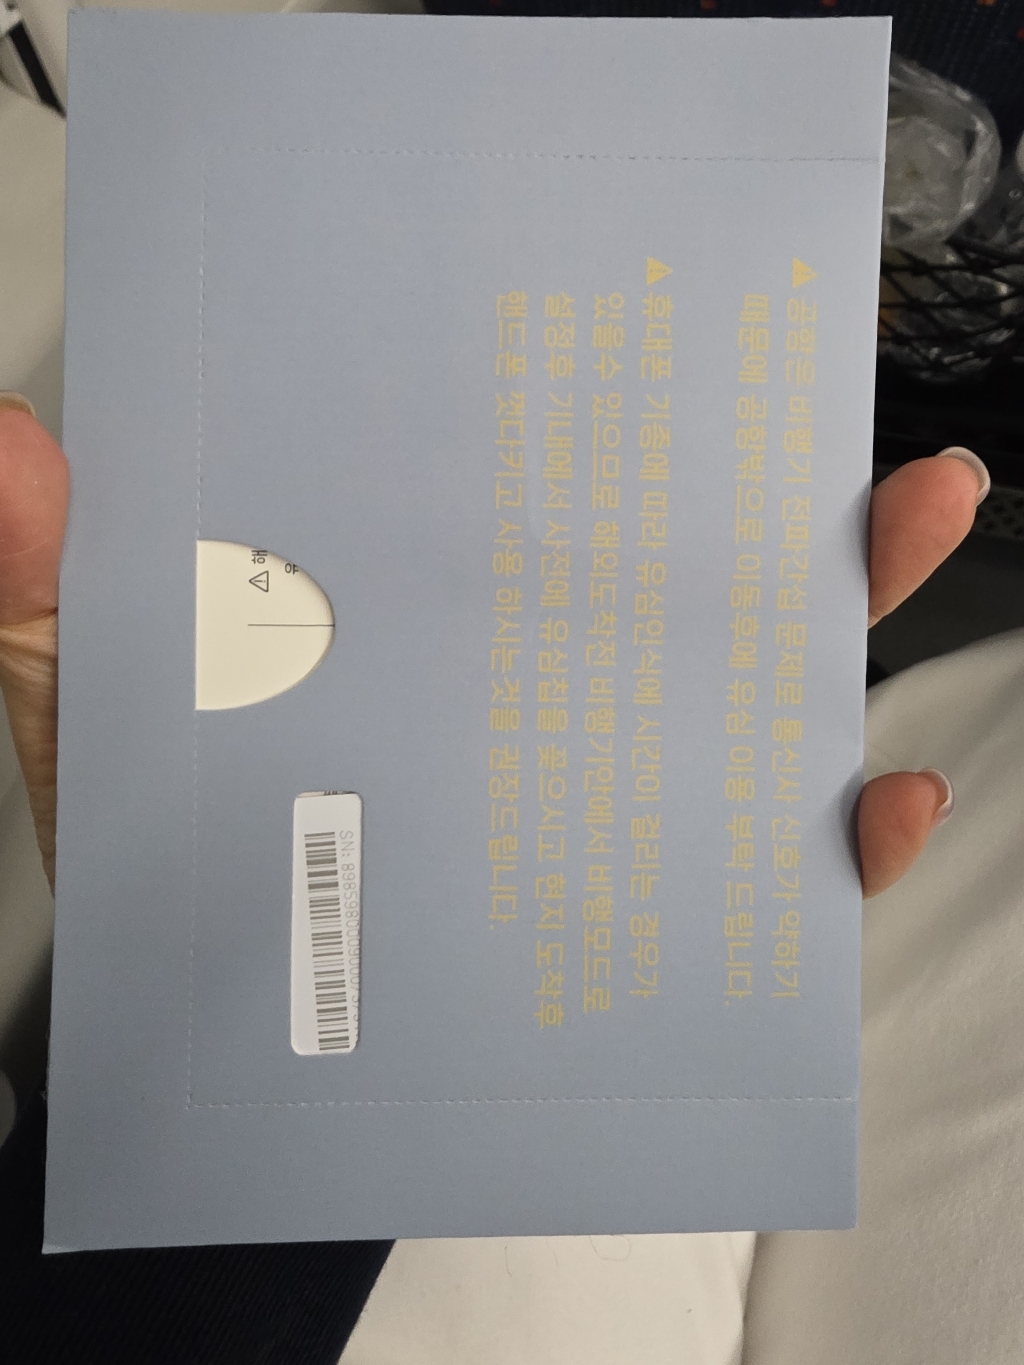 ▲ 공항은 비행기 전파간섭 문제로 통신사 신호가 약하기
때문에 공항밖으로 이동후에 유심 이용 부탁 드립니다.
▲ 휴대폰 기종에 따라 유심인식에 시간이 걸리는 경우가
있을수 있으므로 해외도착전 비행기안에서 비행모드로
설정후 기내에서 사전에 유심칩을 꽂으시고 현지 도착후
핸드폰 껐다키고 사용 하시는것을 권장드립니다.
유